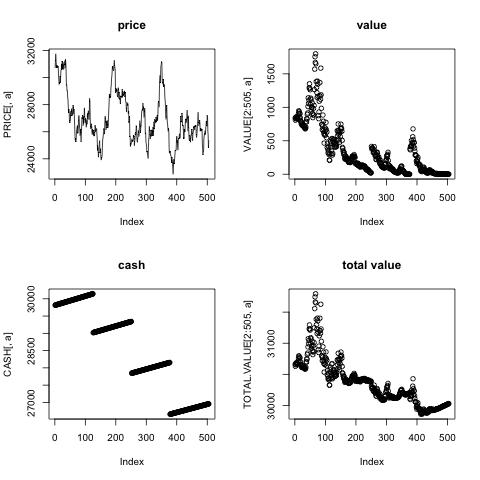 price
PRICE[, a]
24000 26000 28000 32000
0 100 200 300 400 500
Index
value
VALUE[2:505, a]
0 500 1000 1500
0 100 200 300 400 500
Index
cash
CASH[, a]
27000 28500 30000
0 100 200 300 400 500
Index
total value
TOTAL.VALUE[2:505, a]
30000 31000
0 100 200 300 400 500
Index